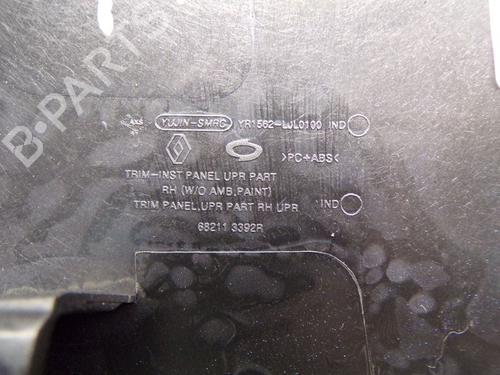 B-PARTS
YUJIN-SMRC YR1562-LJL0100 IND
>PC+ABS<
TRIM-INST PANEL UPR PART
RH (W/O AMB,PAINT)
TRIM PANEL,UPR PART RH UPR IND
68211 3392R